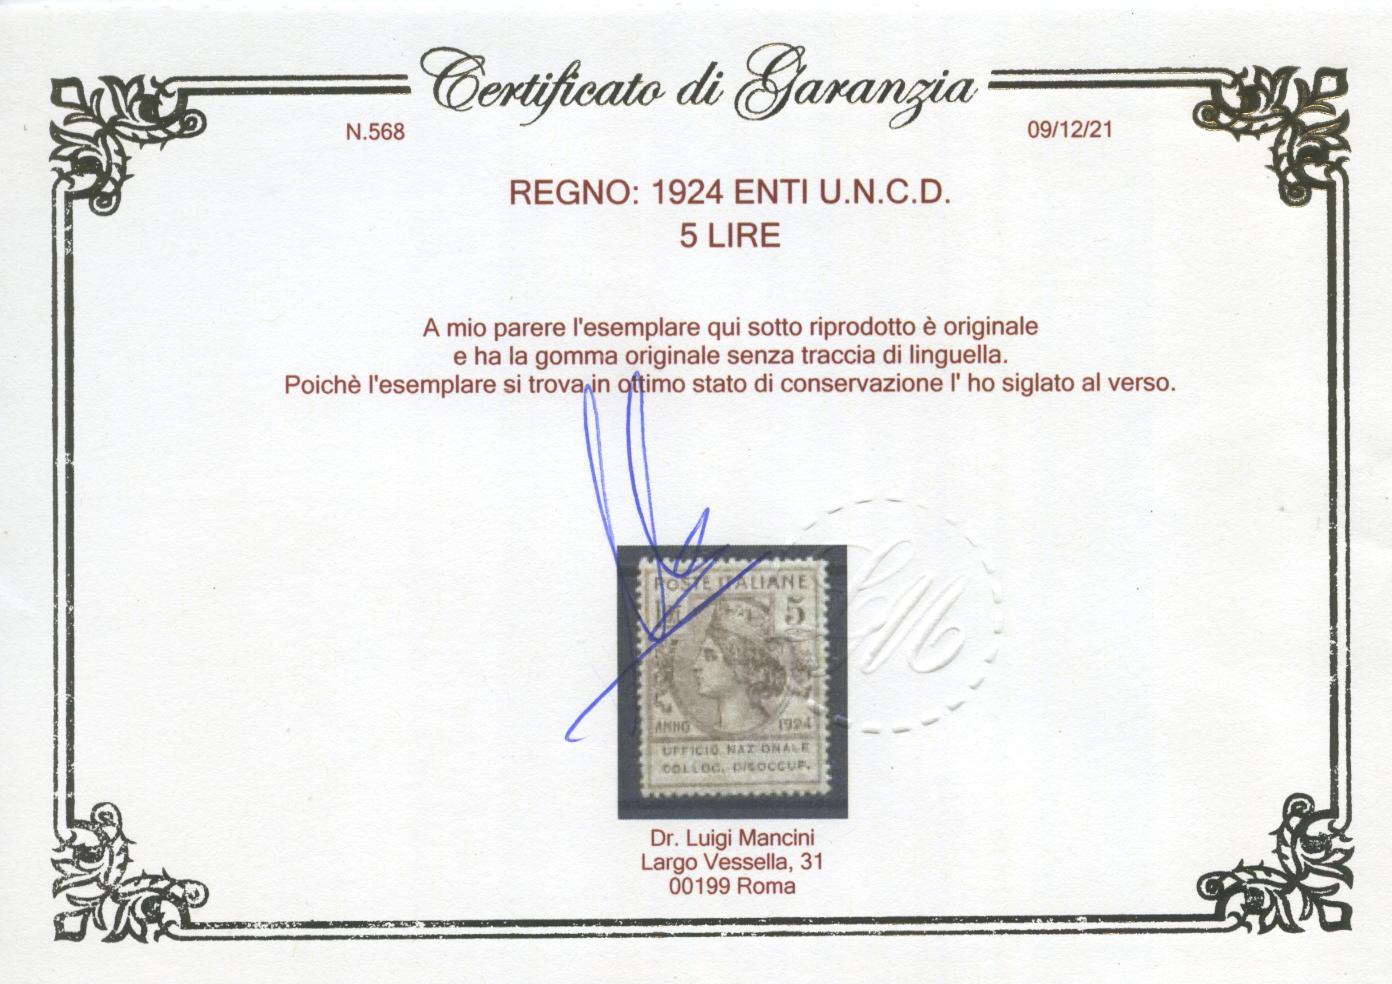 Certificato di Garanzia
N.568
09/12/21
REGNO: 1924 ENTI U.N.C.D.
5 LIRE
A mio parere l'esemplare qui sotto riprodotto è originale
e ha la gomma originale senza traccia di linguella.
Poichè l'esemplare si trova in ottimo stato di conservazione l' ho siglato al verso.
POSTE ITALIANE
5
ANNO 1924
UFFICIO NAZIONALE
COLLOC. DISOCCUP.
LM
Dr. Luigi Mancini
Largo Vessella, 31
00199 Roma